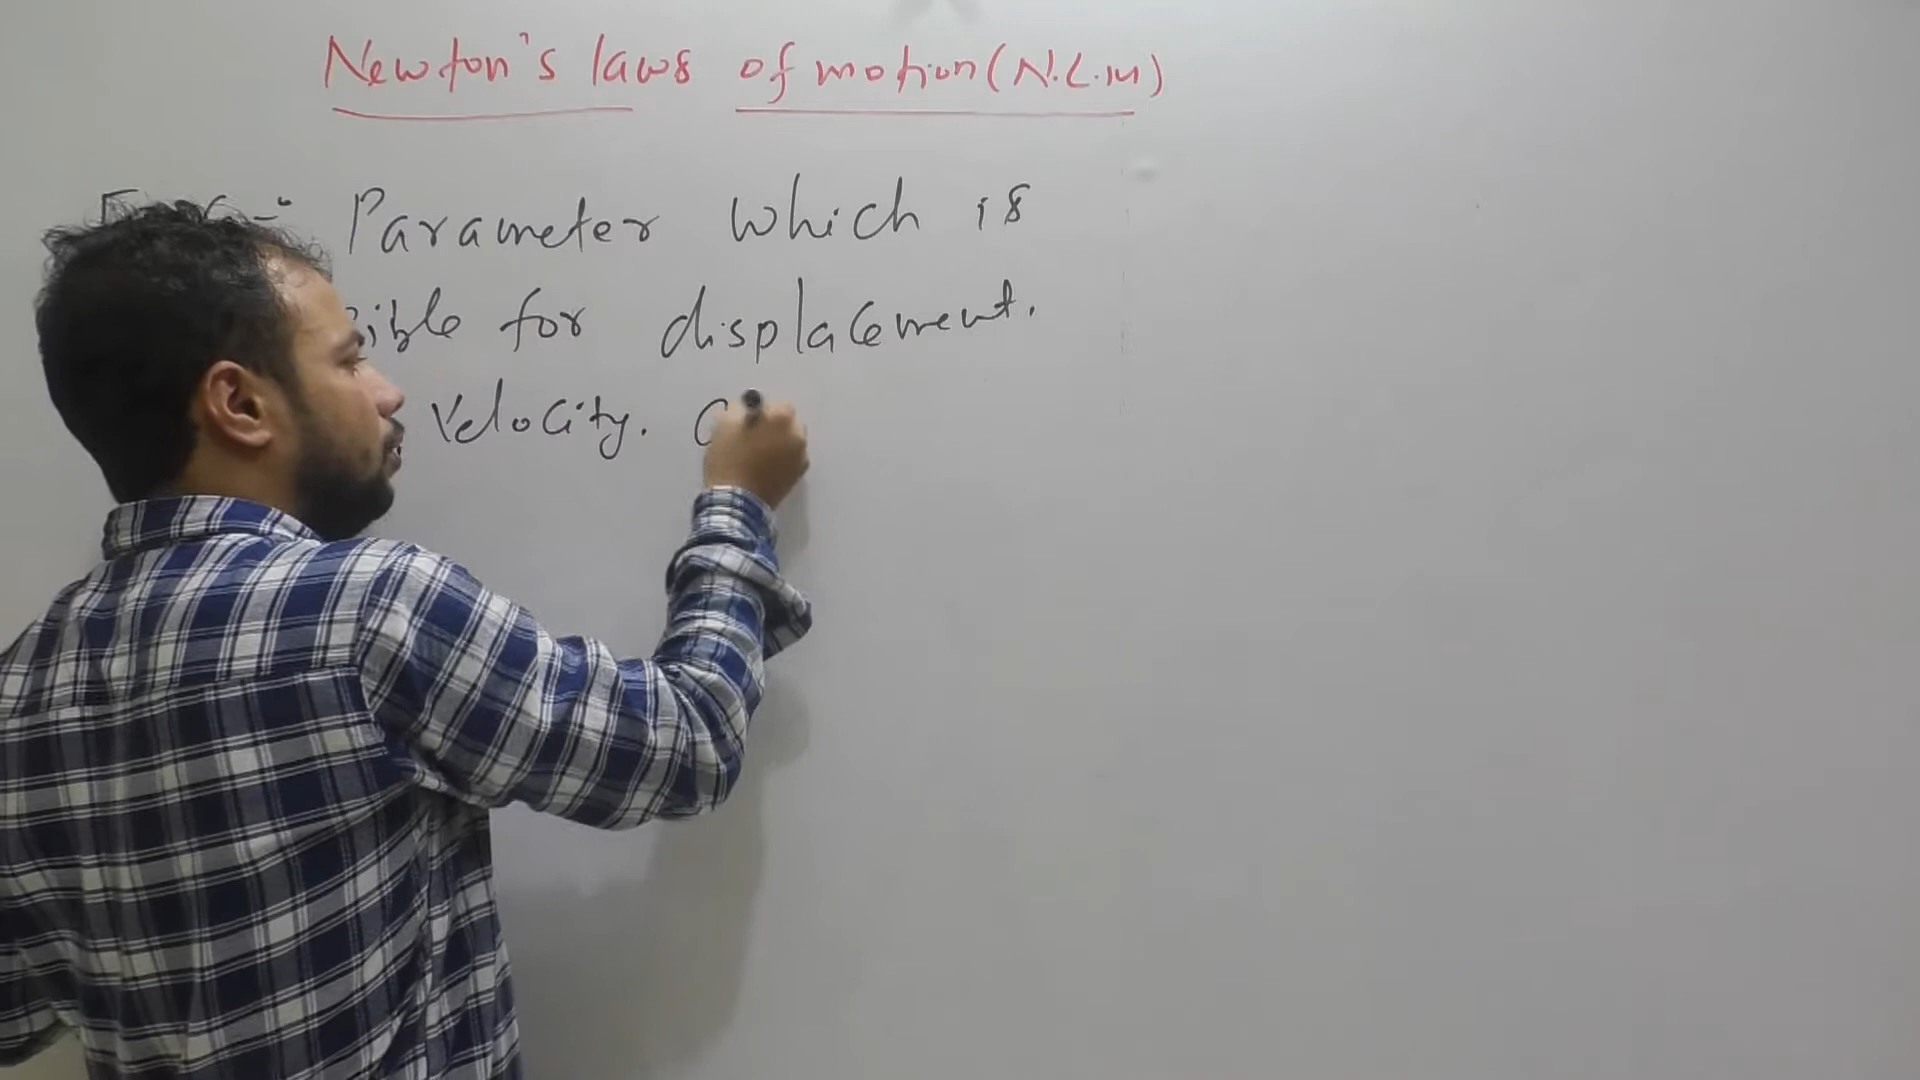 Newton's laws of motion (N.L.M)
Parameter which is
for displacement.
Velocity.